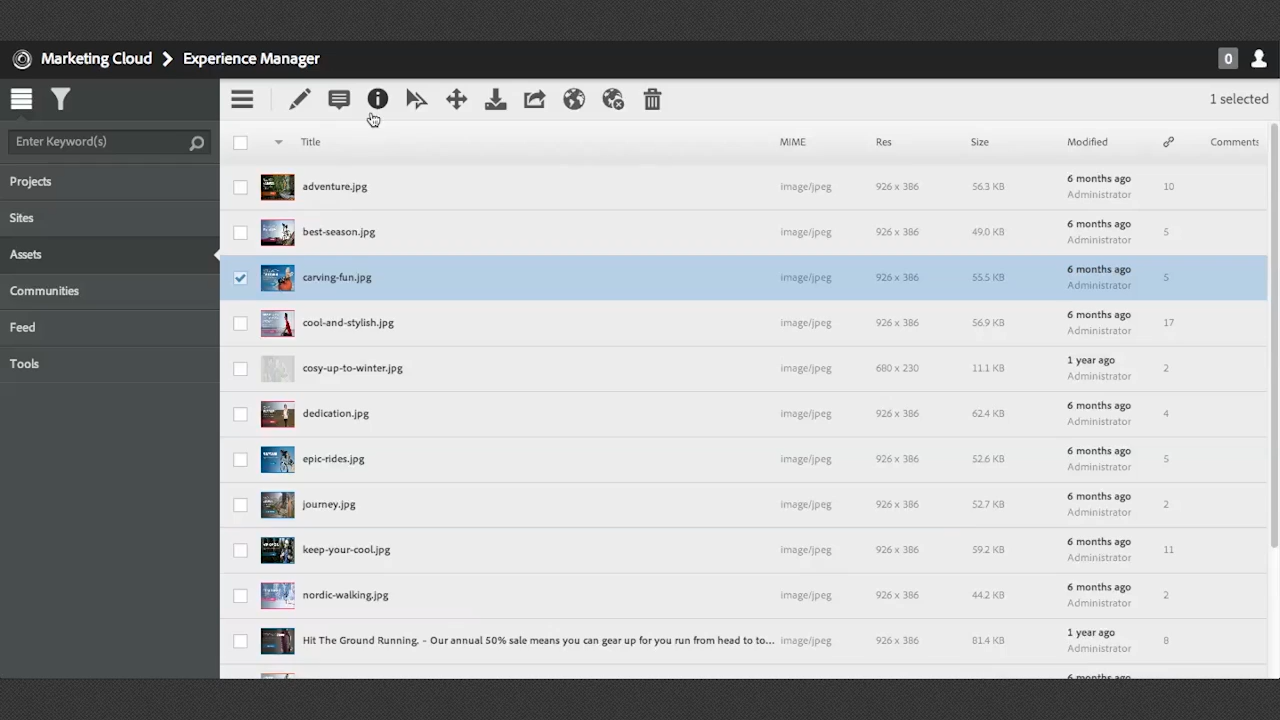 Marketing Cloud Experience Manager 0
1 selected
Enter Keyword(s)
Projects
Sites
Assets
Communities
Feed
Tools
Title MIME Res Size Modified Comments
adventure.jpg image/jpeg 926 x 386 56.3 KB 6 months ago 10
Administrator
best-season.jpg image/jpeg 926 x 386 49.0 KB 6 months ago 5
Administrator
carving-fun.jpg image/jpeg 926 x 386 55.5 KB 6 months ago 5
Administrator
cool-and-stylish.jpg image/jpeg 926 x 386 56.9 KB 6 months ago 17
Administrator
cosy-up-to-winter.jpg image/jpeg 680 x 230 11.1 KB 1 year ago 2
Administrator
dedication.jpg image/jpeg 926 x 386 62.4 KB 6 months ago 4
Administrator
epic-rides.jpg image/jpeg 926 x 386 52.6 KB 6 months ago 5
Administrator
journey.jpg image/jpeg 926 x 386 52.7 KB 6 months ago 2
Administrator
keep-your-cool.jpg image/jpeg 926 x 386 59.2 KB 6 months ago 11
Administrator
nordic-walking.jpg image/jpeg 926 x 386 44.2 KB 6 months ago 2
Administrator
Hit The Ground Running. - Our annual 50% sale means you can gear up for you run from head to to... image/jpeg 926 x 386 81.4 KB 1 year ago 8
Administrator
6 months ago